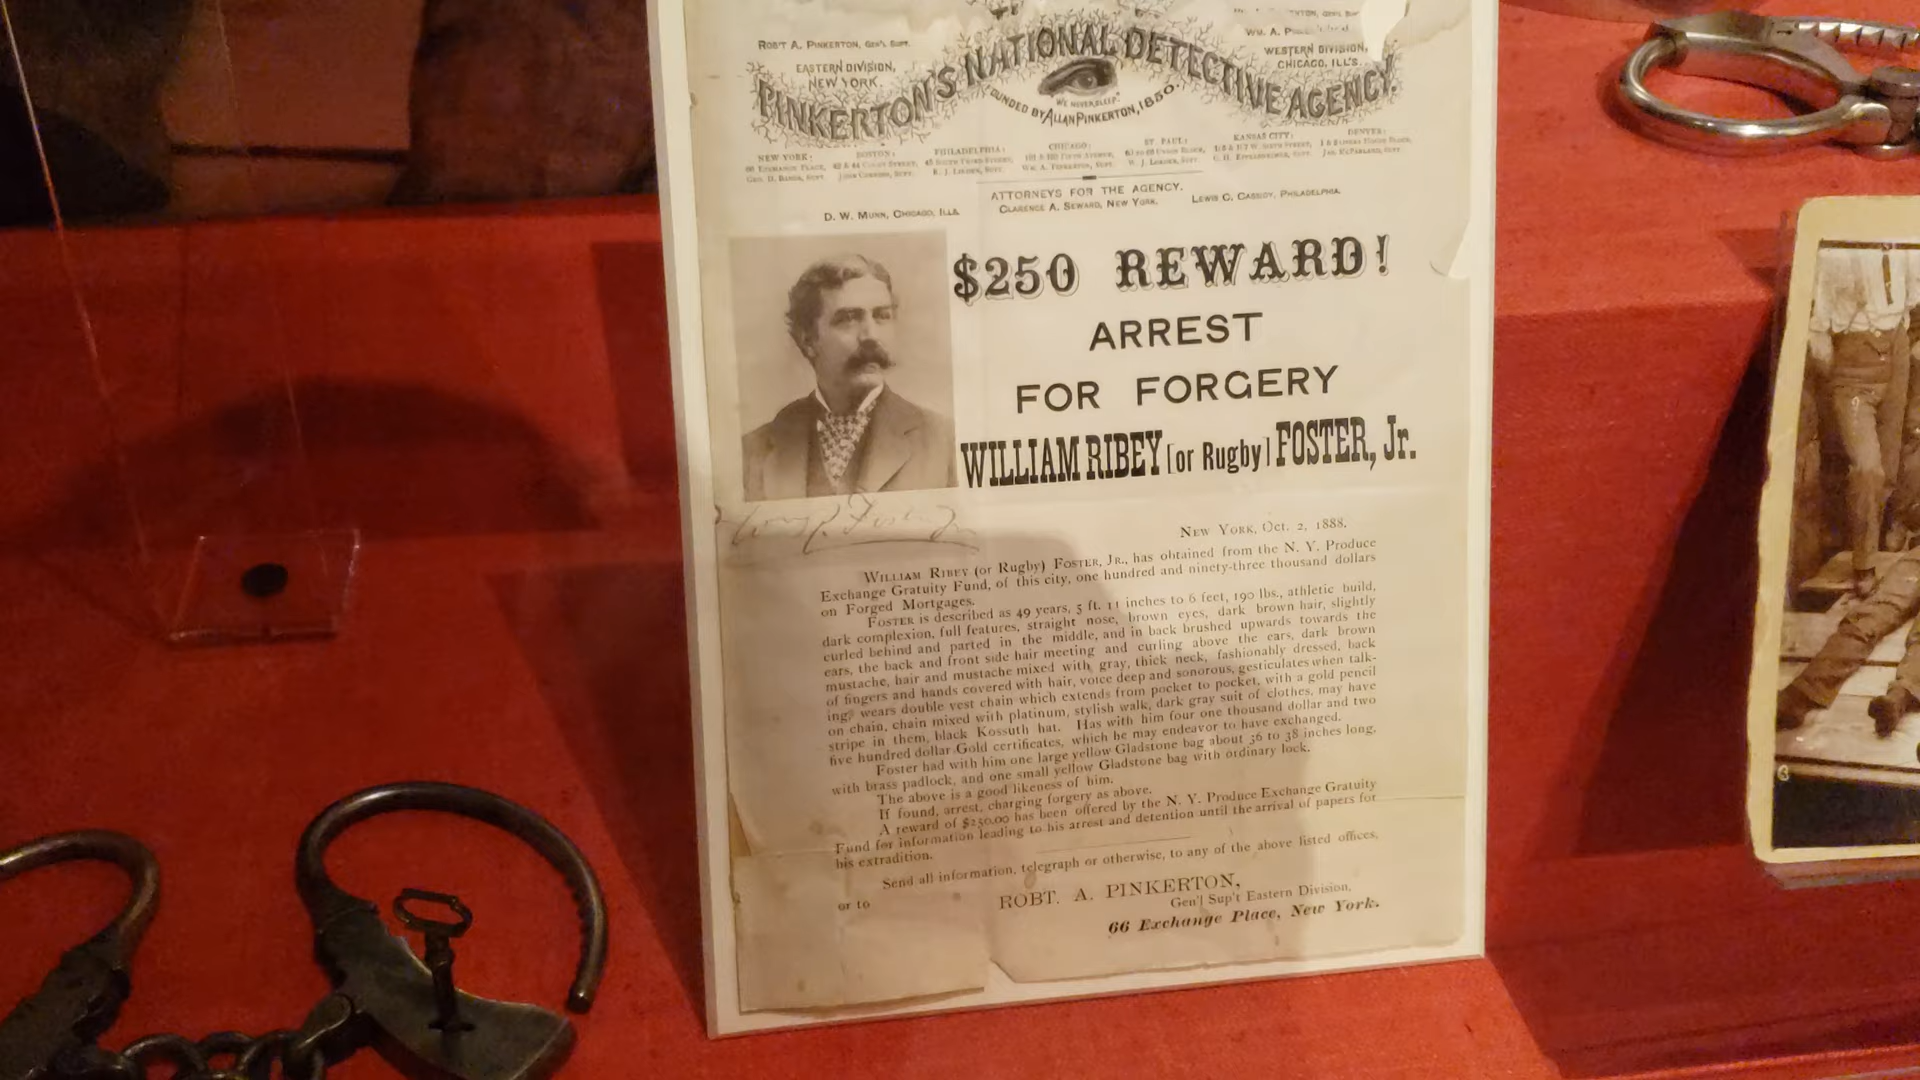 ROBT A. PINKERTON, GEN'L SUPT.
EASTERN DIVISION,
NEW YORK.
WM. A.
WESTERN DIVISION,
CHICAGO, ILL'S.
PINKERTON'S NATIONAL DETECTIVE AGENCY.
WE NEVER SLEEP.
FOUNDED BY ALLAN PINKERTON, 1850.
NEW YORK: BOSTON: PHILADELPHIA: CHICAGO: ST. PAUL: KANSAS CITY: DENVER:
66 EXCHANGE PLACE,
GEO. D. BANGS, SUPT. R. J. LINDEN, SUPT. WM. A. PINKERTON, SUPT.
ATTORNEYS FOR THE AGENCY.
D. W. MUNN, CHICAGO, ILLS. CLARENCE A. SEWARD, NEW YORK. LEWIS C. CASSIDY, PHILADELPHIA.
$250 REWARD!
ARREST
FOR FORGERY
WILLIAM RIBEY [or Rugby] FOSTER, Jr.
NEW YORK, Oct. 2, 1888.
WILLIAM RIBEY (or Rugby) FOSTER, JR., has obtained from the N. Y. Produce
Exchange Gratuity Fund, of this city, one hundred and ninety-three thousand dollars
on Forged Mortgages.
FOSTER is described as 49 years, 5 ft. 11 inches to 6 feet, 190 lbs., athletic build,
dark complexion, full features, straight nose, brown eyes, dark brown hair, slightly
curled behind and parted in the middle, and in back brushed upwards towards the
ears, the back and front side hair meeting and curling above the ears, dark brown
mustache, hair and mustache mixed with gray, thick neck, fashionably dressed, back
of fingers and hands covered with hair, voice deep and sonorous, gesticulates when talk-
ing, wears double vest chain which extends from pocket to pocket, with a gold pencil
on chain, chain mixed with platinum, stylish walk, dark gray suit of clothes, may have
stripe in them, black Kossuth hat. Has with him four one thousand dollar and two
five hundred dollar Gold certificates, which he may endeavor to have exchanged.
Foster had with him one large yellow Gladstone bag about 36 to 38 inches long,
with brass padlock, and one small yellow Gladstone bag with ordinary lock.
The above is a good likeness of him.
If found, arrest, charging forgery as above.
A reward of $250.00 has been offered by the N. Y. Produce Exchange Gratuity
Fund for information leading to his arrest and detention until the arrival of papers for
his extradition.
Send all information, telegraph or otherwise, to any of the above listed offices,
or to
ROBT. A. PINKERTON,
Gen'l Sup't Eastern Division,
66 Exchange Place, New York.